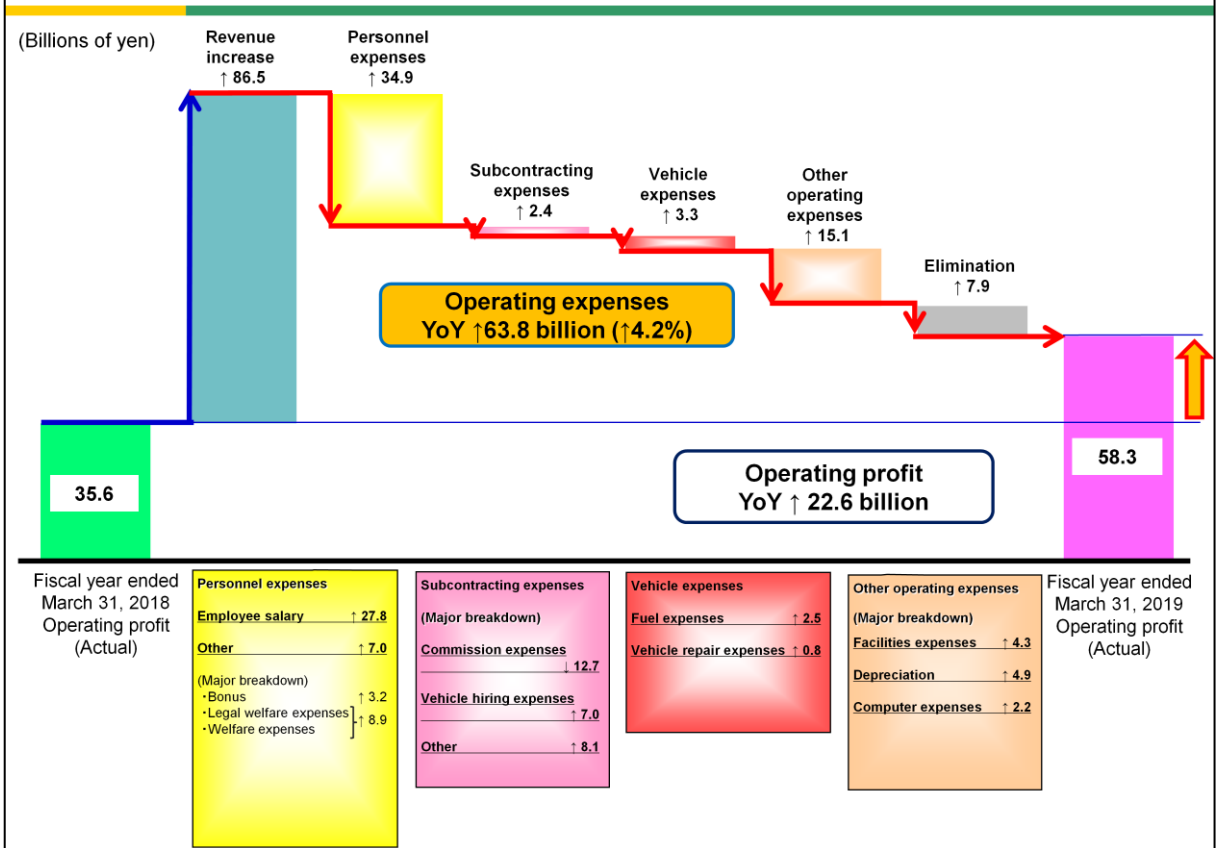 (Billions of yen)
Revenue
increase
↑ 86.5
Personnel
expenses
↑ 34.9
Subcontracting
expenses
↑ 2.4
Vehicle
expenses
↑ 3.3
Other
operating
expenses
↑ 15.1
Elimination
↑ 7.9
Operating expenses
YoY ↑63.8 billion (↑4.2%)
Operating profit
YoY ↑ 22.6 billion
35.6
58.3
Fiscal year ended
March 31, 2018
Operating profit
(Actual)
Personnel expenses
Employee salary ↑ 27.8
Other ↑ 7.0
(Major breakdown)
・Bonus ↑ 3.2
・Legal welfare expenses
・Welfare expenses
↑ 8.9
Subcontracting expenses
(Major breakdown)
Commission expenses
↓ 12.7
Vehicle hiring expenses
↑ 7.0
Other ↑ 8.1
Vehicle expenses
Fuel expenses ↑ 2.5
Vehicle repair expenses ↑ 0.8
Other operating expenses
(Major breakdown)
Facilities expenses ↑ 4.3
Depreciation ↑ 4.9
Computer expenses ↑ 2.2
Fiscal year ended
March 31, 2019
Operating profit
(Actual)